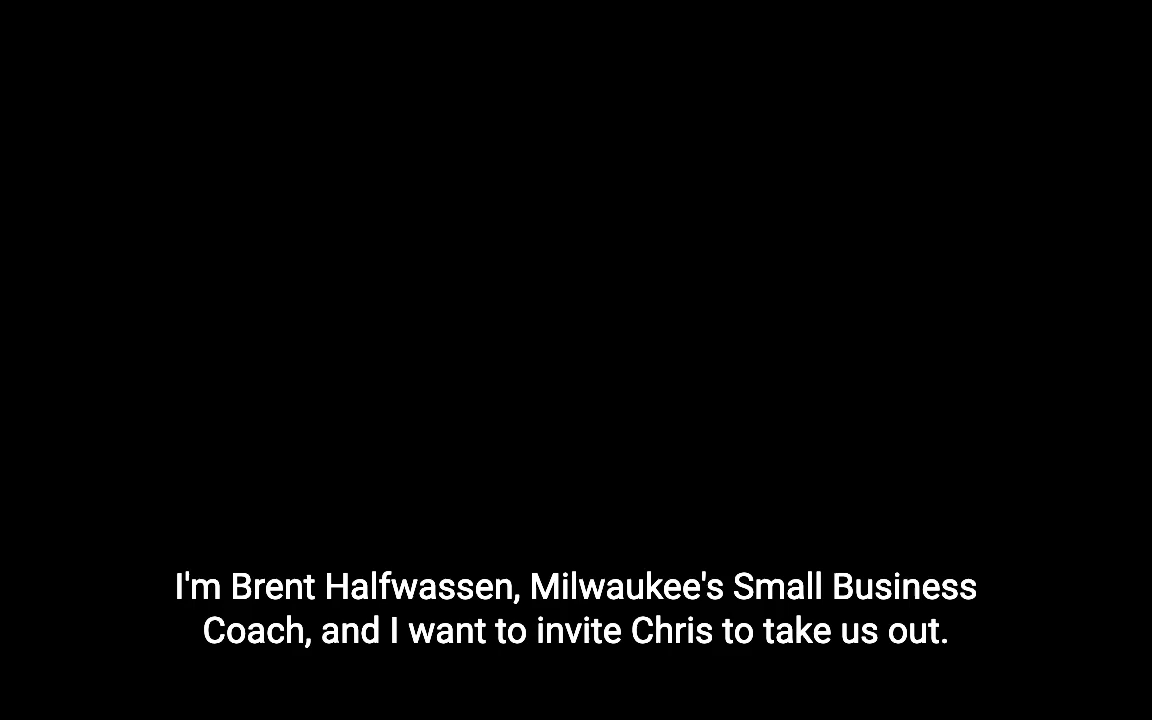 I'm Brent Halfwassen, Milwaukee's Small Business
Coach, and I want to invite Chris to take us out.